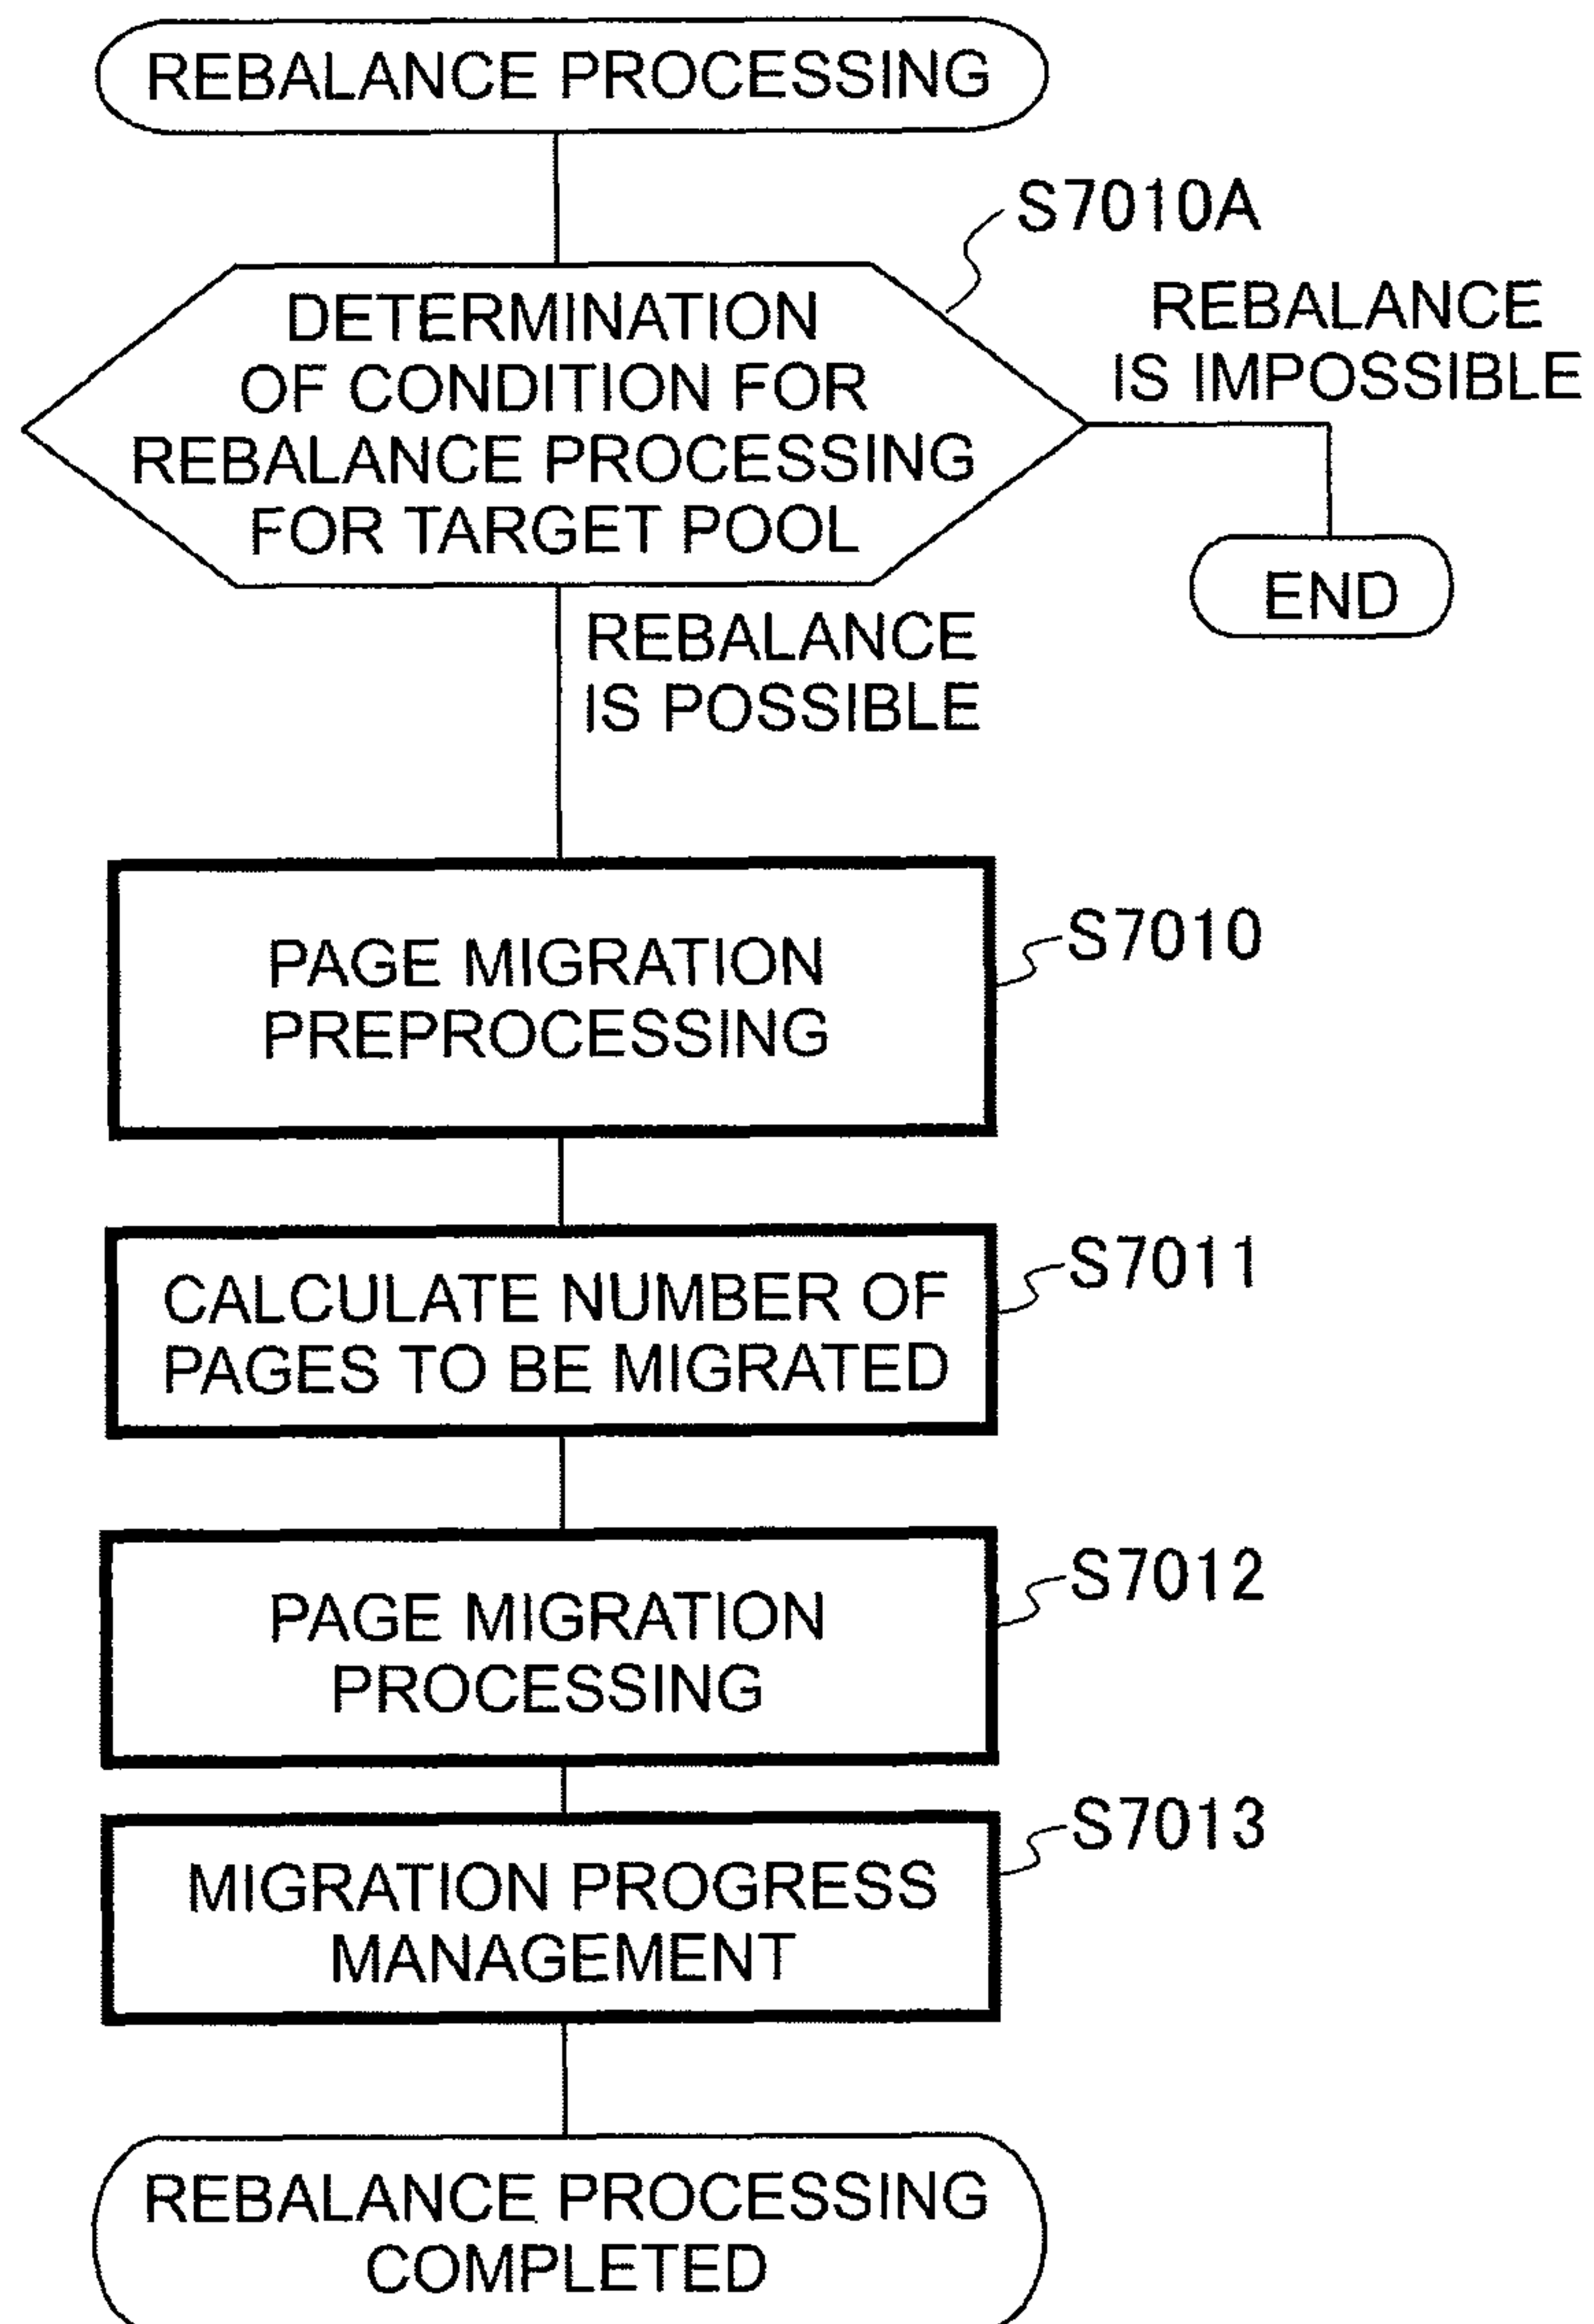 REBALANCE PROCESSING
S7010A
DETERMINATION
OF CONDITION FOR
REBALANCE PROCESSING
FOR TARGET POOL
REBALANCE
IS IMPOSSIBLE
END
REBALANCE
IS POSSIBLE
PAGE MIGRATION
PREPROCESSING
S7010
CALCULATE NUMBER OF
PAGES TO BE MIGRATED
S7011
PAGE MIGRATION
PROCESSING
S7012
MIGRATION PROGRESS
MANAGEMENT
S7013
REBALANCE PROCESSING
COMPLETED